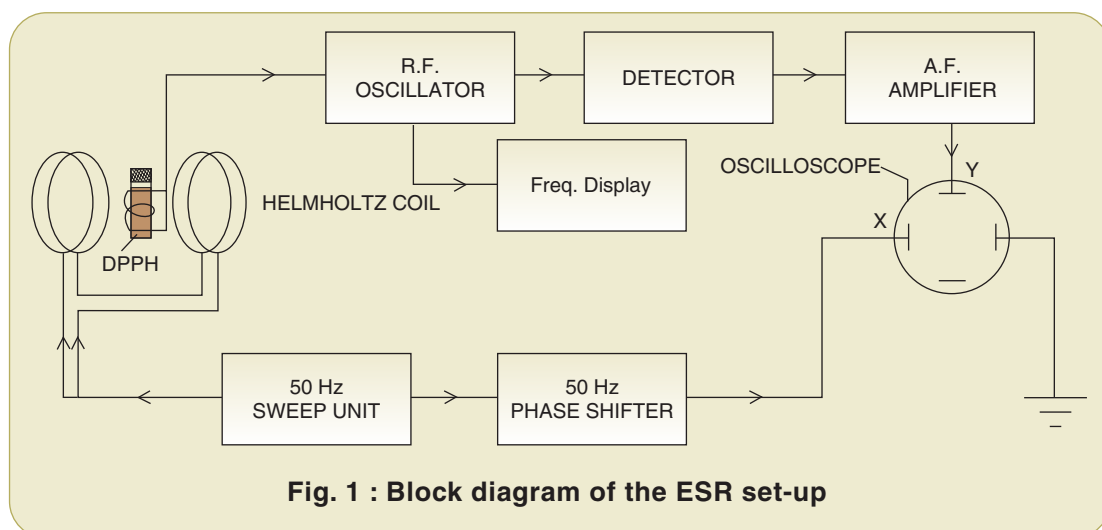 R.F.
OSCILLATOR
DETECTOR
A.F.
AMPLIFIER
Freq. Display
OSCILLOSCOPE
Y
X
HELMHOLTZ COIL
DPPH
50 Hz
SWEEP UNIT
50 Hz
PHASE SHIFTER
Fig. 1 : Block diagram of the ESR set-up